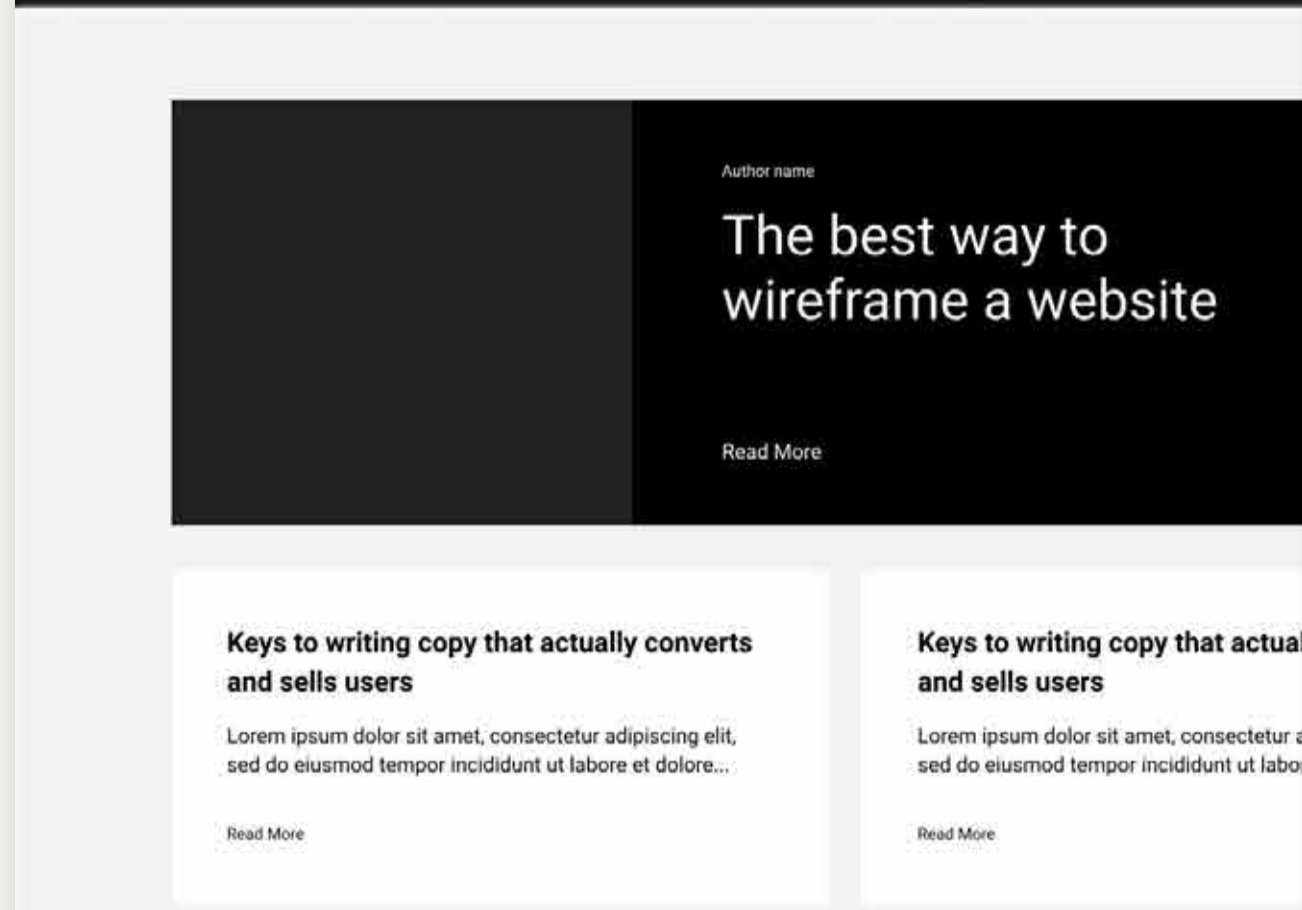 Author name
The best way to
wireframe a website
Read More
Keys to writing copy that actually converts
and sells users
Lorem ipsum dolor sit amet, consectetur adipiscing elit,
sed do eiusmod tempor incididunt ut labore et dolore...
Read More
Keys to writing copy that
and sells users
Lorem ipsum dolor sit amet, consectetur
sed do eiusmod tempor incididunt ut
Read More